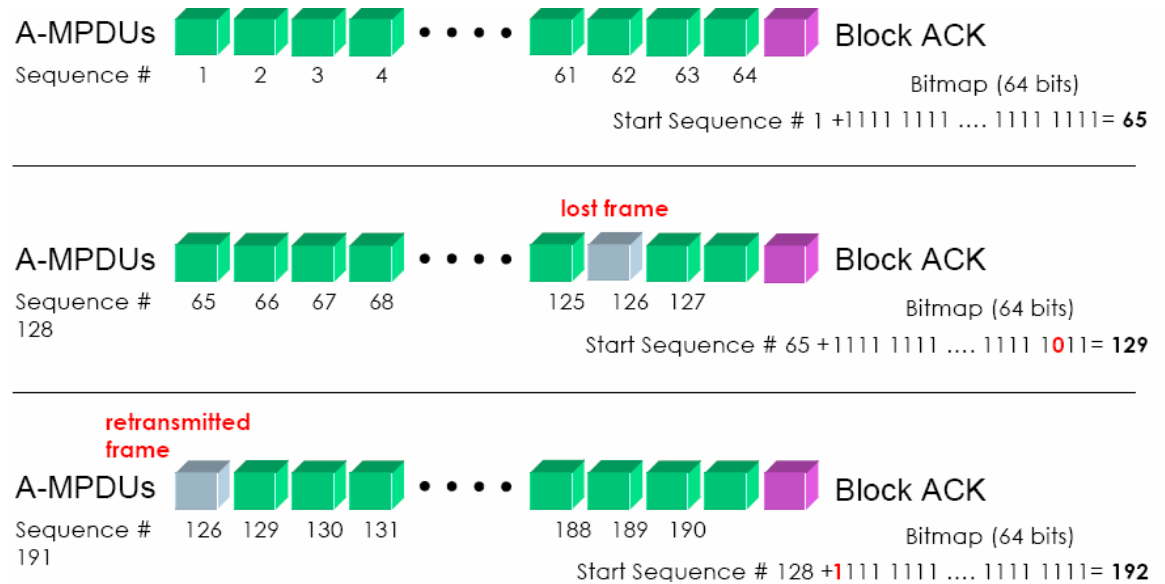 A-MPDUs Block ACK
Sequence # 1 2 3 4 61 62 63 64 Bitmap (64 bits)
Start Sequence # 1 +1111 1111 .... 1111 1111= 65
lost frame
A-MPDUs Block ACK
Sequence # 65 66 67 68 125 126 127 Bitmap (64 bits)
128
Start Sequence # 65 +1111 1111 .... 1111 1011= 129
retransmitted
frame
A-MPDUs Block ACK
Sequence # 126 129 130 131 188 189 190 Bitmap (64 bits)
191
Start Sequence # 128 +1111 1111 .... 1111 1111= 192